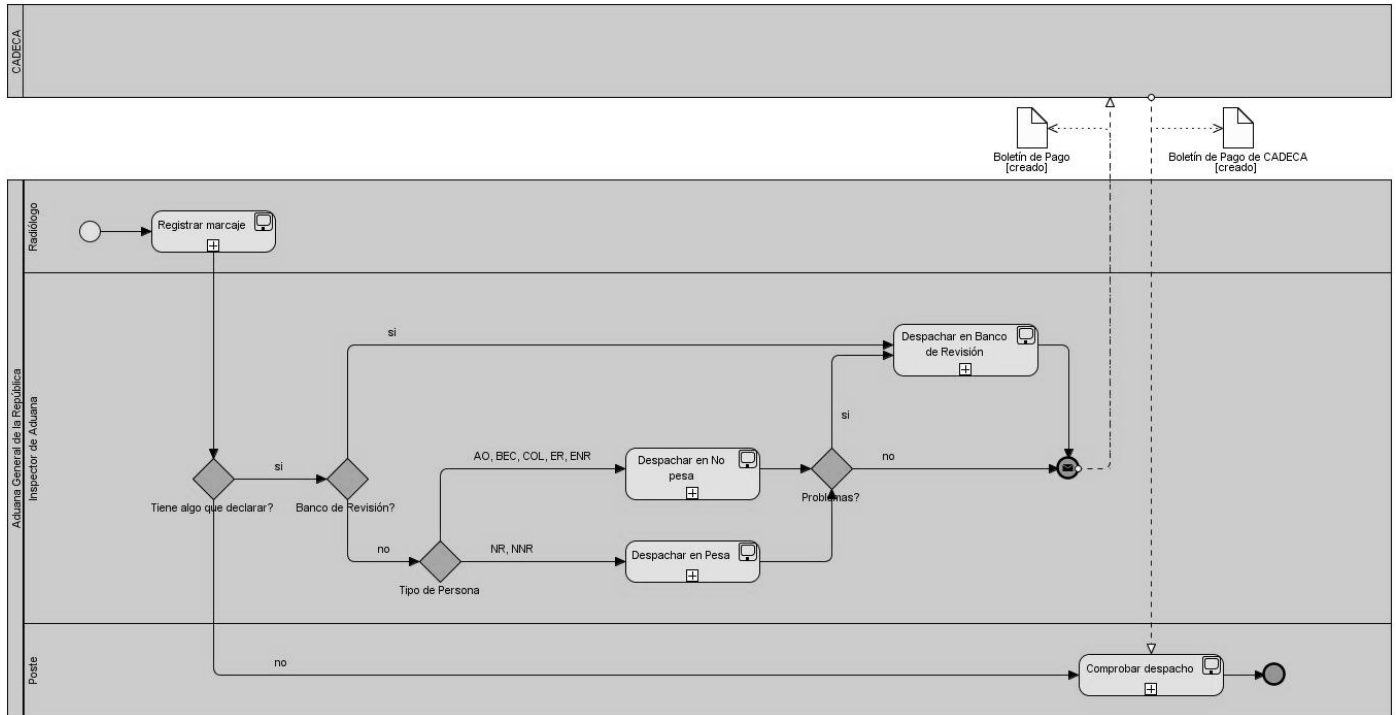 CADECA
Boletín de Pago
[creado]
Boletín de Pago de CADECA
[creado]
Aduana General de la República
Radiólogo
Registrar marcaje
Inspector de Aduana
si
Despachar en Banco
de Revisión
si
AO, BEC, COL, ER, ENR
Despachar en No
pesa
no
si
Tiene algo que declarar?
Banco de Revisión?
Problemas?
no
NR, NNR
Despachar en Pesa
Tipo de Persona
Poste
no
Comprobar despacho